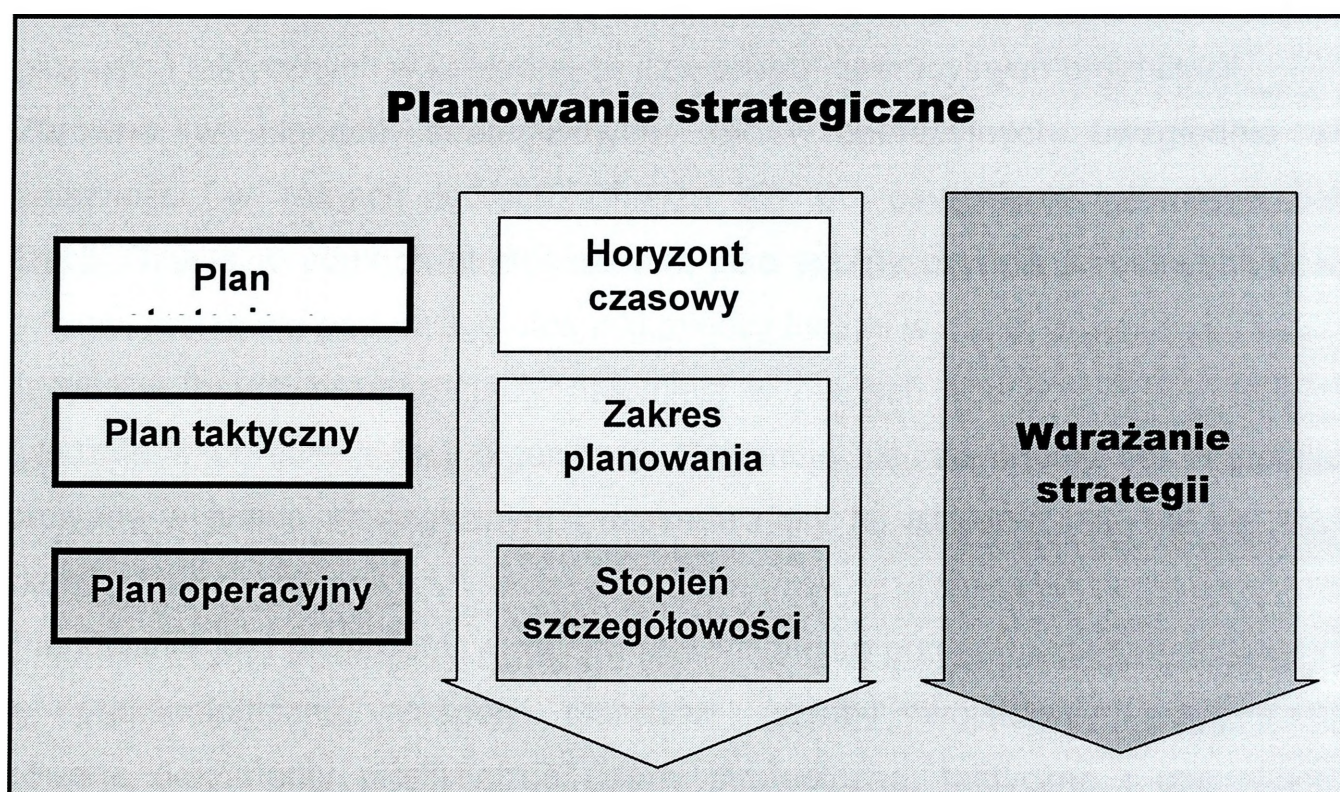 Planowanie strategiczne
Plan
Plan taktyczny
Plan operacyjny
Horyzont
czasowy
Zakres
planowania
Stopień
szczegółowości
Wdrażanie
strategii